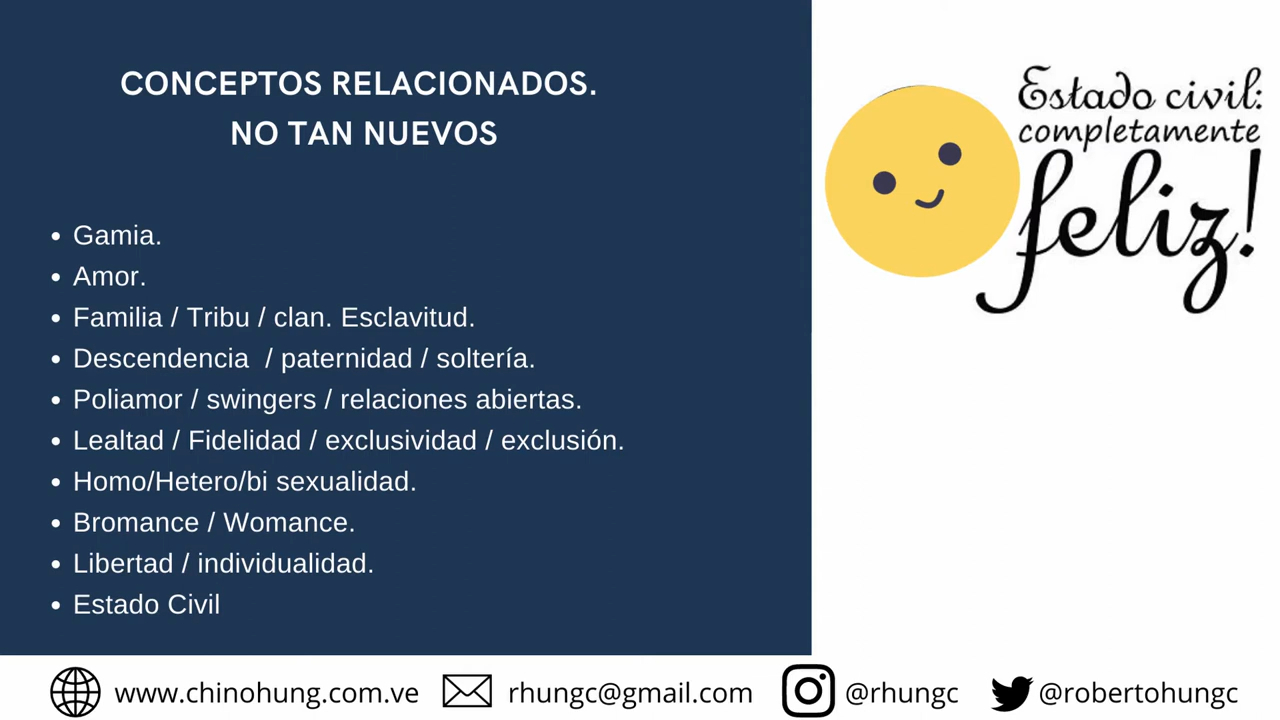 CONCEPTOS RELACIONADOS.
NO TAN NUEVOS
• Gamia.
• Amor.
• Familia / Tribu / clan. Esclavitud.
• Descendencia  / paternidad / soltería.
• Poliamor / swingers / relaciones abiertas.
• Lealtad / Fidelidad / exclusividad / exclusión.
• Homo/Hetero/bi sexualidad.
• Bromance / Womance.
• Libertad / individualidad.
• Estado Civil
Estado civil:
completamente
feliz!
www.chinohung.com.ve rhungc@gmail.com @rhungc @robertohungc